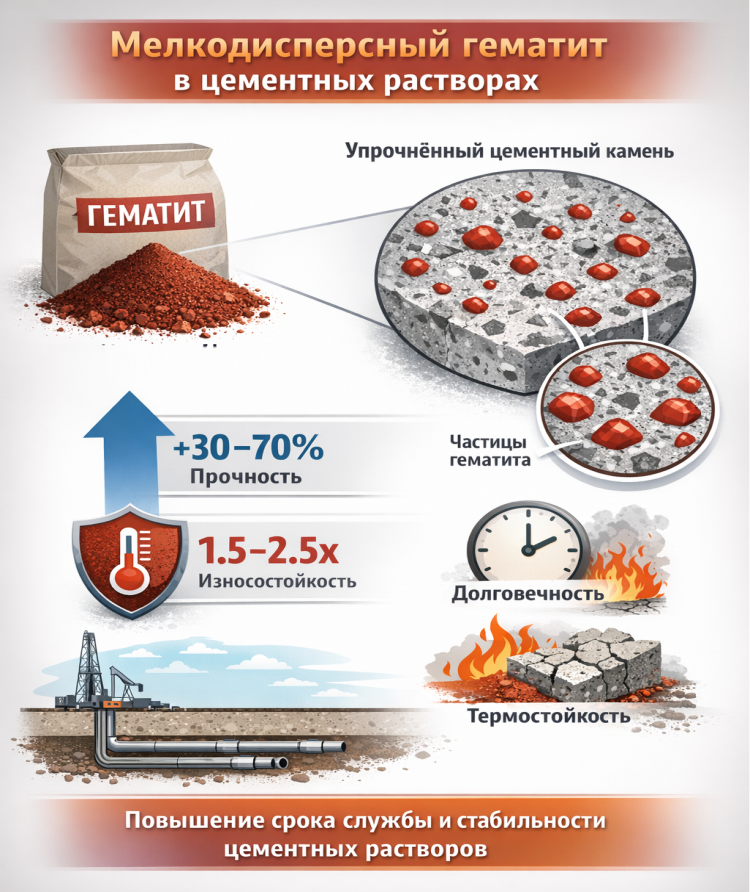 Мелкодисперсный гематит
в цементных растворах
Упрочнённый цементный камень
ГЕМАТИТ
+30–70%
Прочность
Частицы
гематита
1.5–2.5x
Износостойкость
Долговечность
Термостойкость
Повышение срока службы и стабильности
цементных растворов